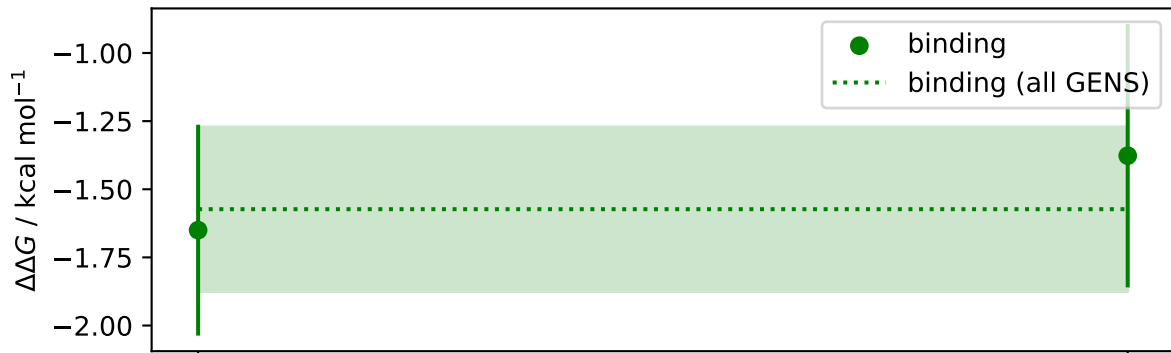 ΔΔG / kcal mol⁻¹
−1.00
−1.25
−1.50
−1.75
−2.00
binding
binding (all GENS)